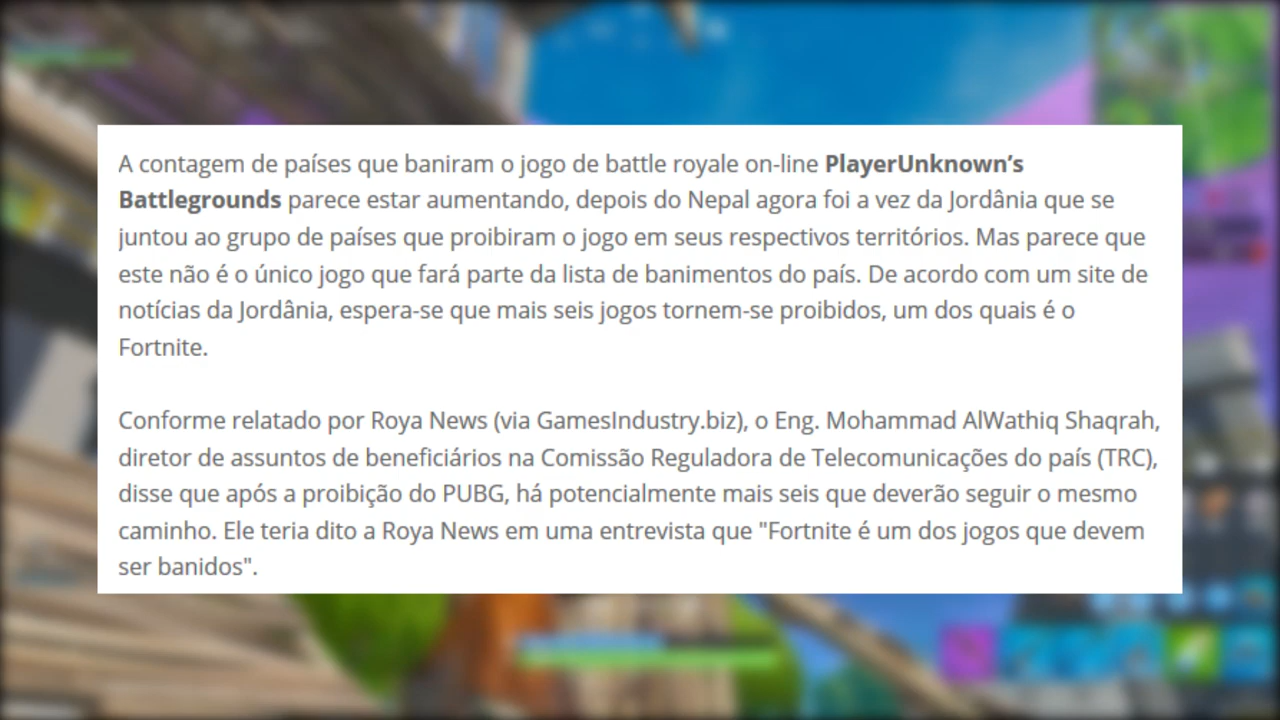 A contagem de países que baniram o jogo de battle royale on-line PlayerUnknown’s
Battlegrounds parece estar aumentando, depois do Nepal agora foi a vez da Jordânia que se
juntou ao grupo de países que proibiram o jogo em seus respectivos territórios. Mas parece que
este não é o único jogo que fará parte da lista de banimentos do país. De acordo com um site de
notícias da Jordânia, espera-se que mais seis jogos tornem-se proibidos, um dos quais é o
Fortnite.
Conforme relatado por Roya News (via GamesIndustry.biz), o Eng. Mohammad AlWathiq Shaqrah,
diretor de assuntos de beneficiários na Comissão Reguladora de Telecomunicações do país (TRC),
disse que após a proibição do PUBG, há potencialmente mais seis que deverão seguir o mesmo
caminho. Ele teria dito a Roya News em uma entrevista que "Fortnite é um dos jogos que devem
ser banidos".